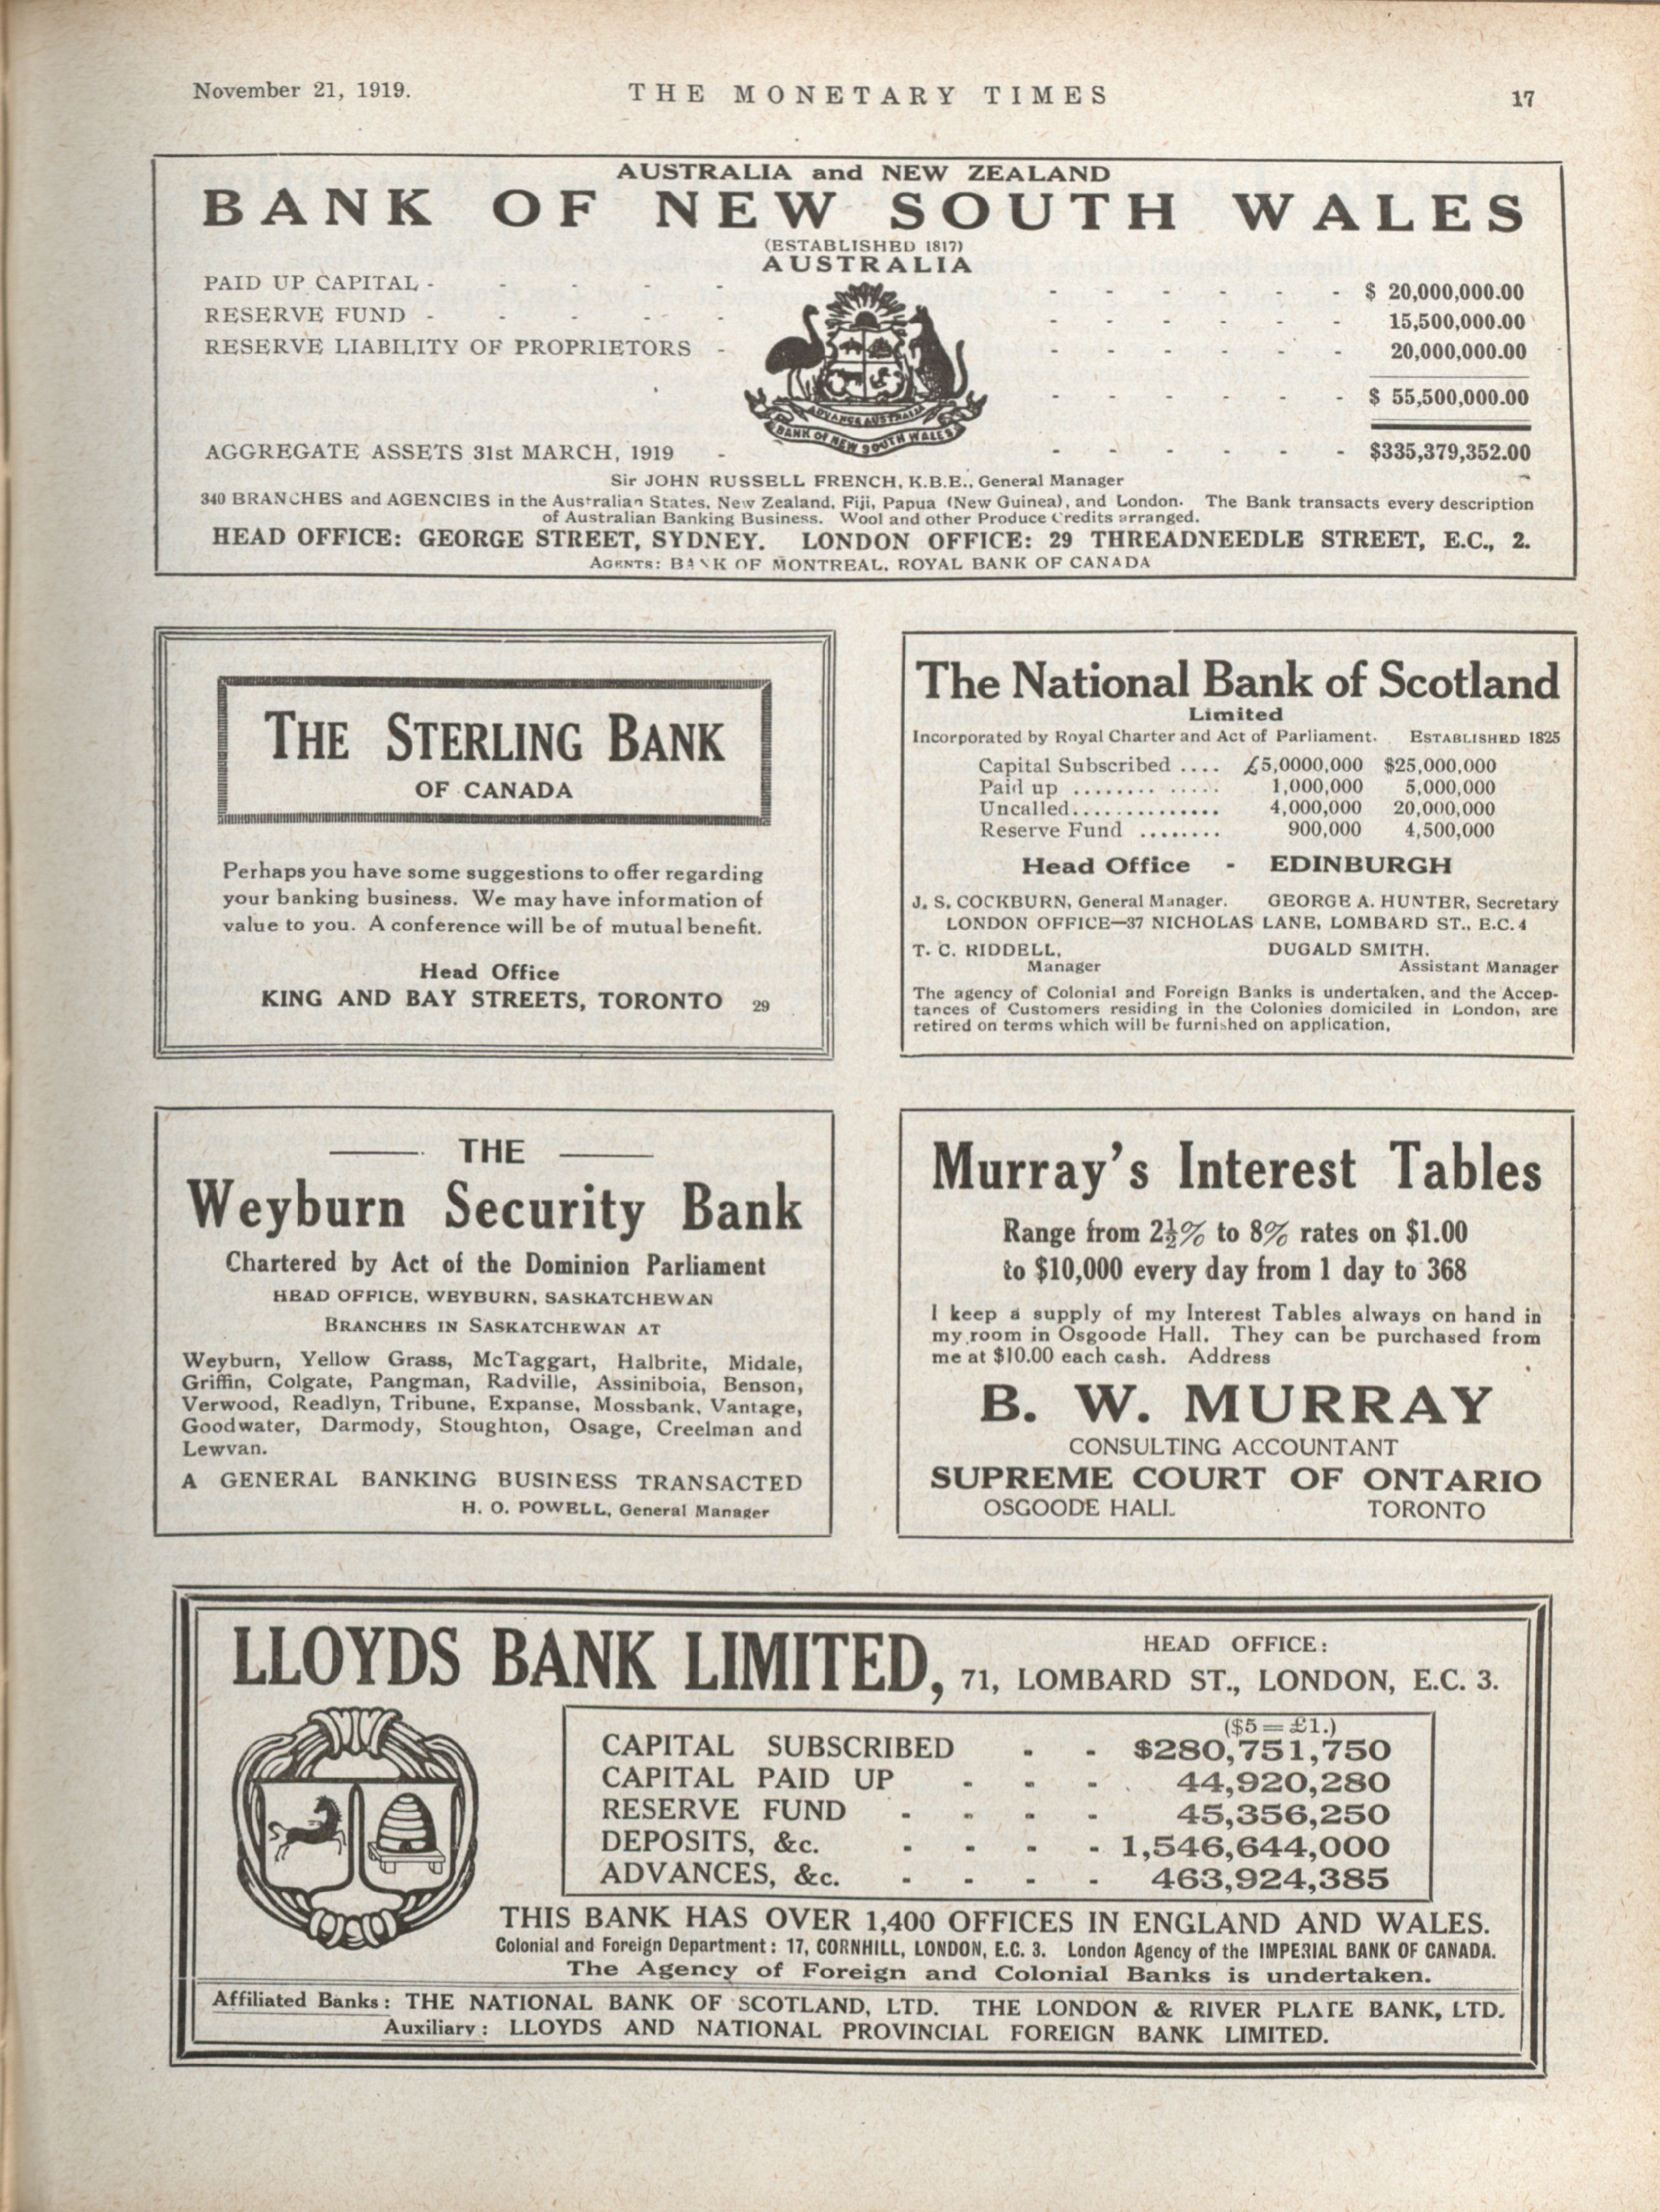 November 21, 1919.
THE MONETARY TIMES
17
AUSTRALIA and NEW ZEALAND
BANK OF NEW SOUTH WALES
(ESTABLISHED 1817)
AUSTRALIA
PAID UP CAPITAL - - - - - - - - - - - $ 20,000,000.00
RESERVE FUND - - - - - - - - - - - 15,500,000.00
RESERVE LIABILITY OF PROPRIETORS - - - - - - - 20,000,000.00
- - - - - - $ 55,500,000.00
AGGREGATE ASSETS 31st MARCH, 1919 - - - - - - - $335,379,352.00
ADVANCE AUSTRALIA
BANK OF NEW SOUTH WALES
Sir JOHN RUSSELL FRENCH, K.B.E., General Manager
340 BRANCHES and AGENCIES in the Australian States, New Zealand, Fiji, Papua (New Guinea), and London. The Bank transacts every description
of Australian Banking Business. Wool and other Produce Credits arranged.
HEAD OFFICE: GEORGE STREET, SYDNEY. LONDON OFFICE: 29 THREADNEEDLE STREET, E.C., 2.
AGENTS: BANK OF MONTREAL, ROYAL BANK OF CANADA
THE STERLING BANK
OF CANADA
Perhaps you have some suggestions to offer regarding
your banking business. We may have information of
value to you. A conference will be of mutual benefit.
Head Office
KING AND BAY STREETS, TORONTO 29
The National Bank of Scotland
Limited
Incorporated by Royal Charter and Act of Parliament. ESTABLISHED 1825
Capital Subscribed .... £5,0000,000 $25,000,000
Paid up ........ ..... 1,000,000 5,000,000
Uncalled.............. 4,000,000 20,000,000
Reserve Fund ........ 900,000 4,500,000
Head Office - EDINBURGH
J. S. COCKBURN, General Manager. GEORGE A. HUNTER, Secretary
LONDON OFFICE—37 NICHOLAS LANE, LOMBARD ST., E.C. 4
T. C. RIDDELL, DUGALD SMITH,
Manager Assistant Manager
The agency of Colonial and Foreign Banks is undertaken, and the Accep-
tances of Customers residing in the Colonies domiciled in London, are
retired on terms which will be furnished on application.
THE
Weyburn Security Bank
Chartered by Act of the Dominion Parliament
HEAD OFFICE, WEYBURN, SASKATCHEWAN
BRANCHES IN SASKATCHEWAN AT
Weyburn, Yellow Grass, McTaggart, Halbrite, Midale,
Griffin, Colgate, Pangman, Radville, Assiniboia, Benson,
Verwood, Readlyn, Tribune, Expanse, Mossbank, Vantage,
Goodwater, Darmody, Stoughton, Osage, Creelman and
Lewvan.
A GENERAL BANKING BUSINESS TRANSACTED
H. O. POWELL, General Manager
Murray's Interest Tables
Range from 2½% to 8% rates on $1.00
to $10,000 every day from 1 day to 368
I keep a supply of my Interest Tables always on hand in
my room in Osgoode Hall. They can be purchased from
me at $10.00 each cash. Address
B. W. MURRAY
CONSULTING ACCOUNTANT
SUPREME COURT OF ONTARIO
OSGOODE HALL TORONTO
LLOYDS BANK LIMITED,
HEAD OFFICE:
71, LOMBARD ST., LONDON, E.C. 3.
($5 = £1.)
CAPITAL SUBSCRIBED - - $280,751,750
CAPITAL PAID UP - - - 44,920,280
RESERVE FUND - - - - 45,356,250
DEPOSITS, &c. - - - - 1,546,644,000
ADVANCES, &c. - - - - 463,924,385
THIS BANK HAS OVER 1,400 OFFICES IN ENGLAND AND WALES.
Colonial and Foreign Department: 17, CORNHILL, LONDON, E.C. 3. London Agency of the IMPERIAL BANK OF CANADA.
The Agency of Foreign and Colonial Banks is undertaken.
Affiliated Banks: THE NATIONAL BANK OF SCOTLAND, LTD. THE LONDON & RIVER PLATE BANK, LTD.
Auxiliary: LLOYDS AND NATIONAL PROVINCIAL FOREIGN BANK LIMITED.